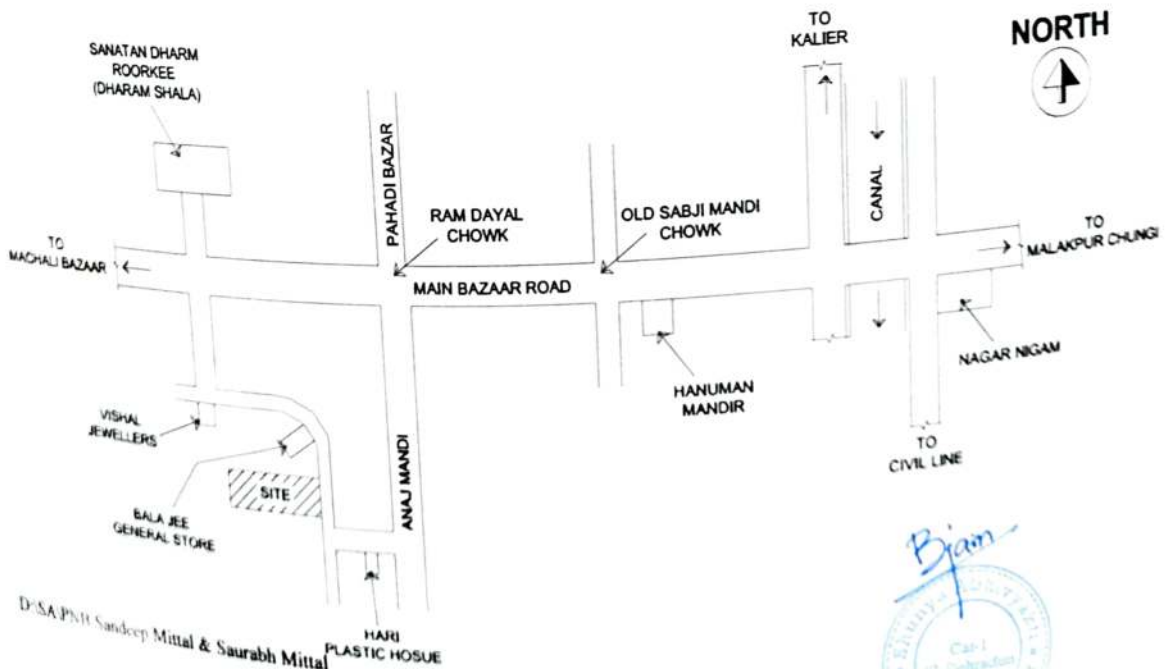 TO
KALIER
NORTH
SANATAN DHARM
ROORKEE
(DHARAM SHALA)
PAHADI BAZAR
RAM DAYAL
CHOWK
OLD SABJI MANDI
CHOWK
CANAL
TO
MACHALI BAZAAR
TO
MALAKPUR CHUNGI
MAIN BAZAAR ROAD
NAGAR NIGAM
HANUMAN
MANDIR
VISHAL
JEWELLERS
TO
CIVIL LINE
ANAJ MANDI
SITE
BALA JEE
GENERAL STORE
HARI
PLASTIC HOSUE
Sandeep Mittal & Saurabh Mittal
Cat-I